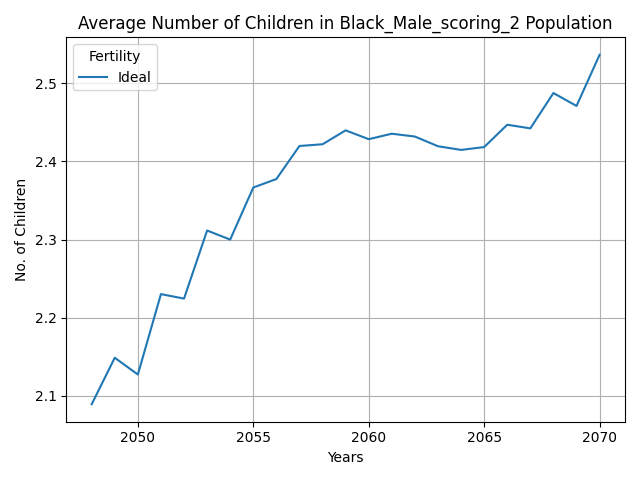 Average Number of Children in Black_Male_scoring_2 Population
Fertility
Ideal
No. of Children
2.5
2.4
2.3
2.2
2.1
2050 2055 2060 2065 2070
Years